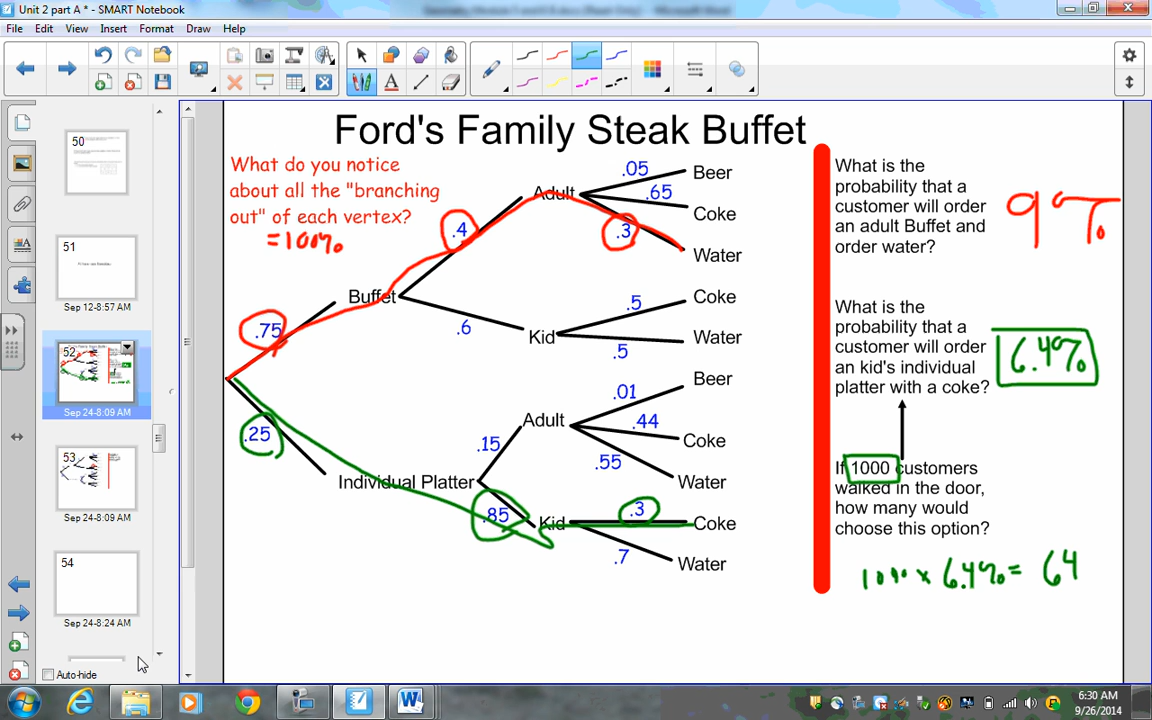 Unit 2 part A * - SMART Notebook
File Edit View Insert Format Draw Help
50
51
Sep 12-8:57 AM
52
Sep 24-8:09 AM
53
Sep 24-8:09 AM
54
Sep 24-8:24 AM
Auto-hide
Ford's Family Steak Buffet
What do you notice
about all the "branching
out" of each vertex?
=100%
.75
Buffet
.4
Adult
.05
Beer
.65
Coke
.3
Water
.6
Kid
.5
Coke
.5
Water
.25
Individual Platter
.15
Adult
.01
Beer
.44
Coke
.55
Water
.85
Kid
.3
Coke
.7
Water
What is the
probability that a
customer will order
an adult Buffet and
order water?
9%
What is the
probability that a
customer will order
an kid's individual
platter with a coke?
6.4%
If 1000 customers
walked in the door,
how many would
choose this option?
1000 x 6.4% = 64
6:30 AM
9/26/2014